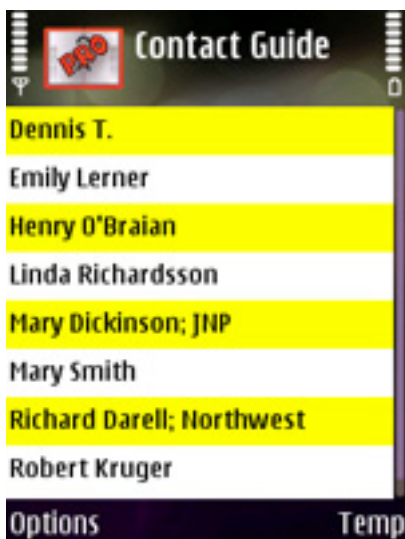 PRO
Contact Guide
Dennis T.
Emily Lerner
Henry O'Braian
Linda Richardsson
Mary Dickinson; JNP
Mary Smith
Richard Darell; Northwest
Robert Kruger
Options
Temp